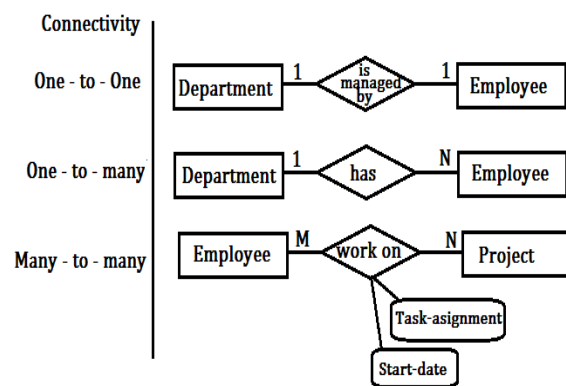 Connectivity
One - to - One
Department
1
is
managed
by
1
Employee
One - to - many
Department
1
has
N
Employee
Many - to - many
Employee
M
work on
N
Project
Task-asignment
Start-date